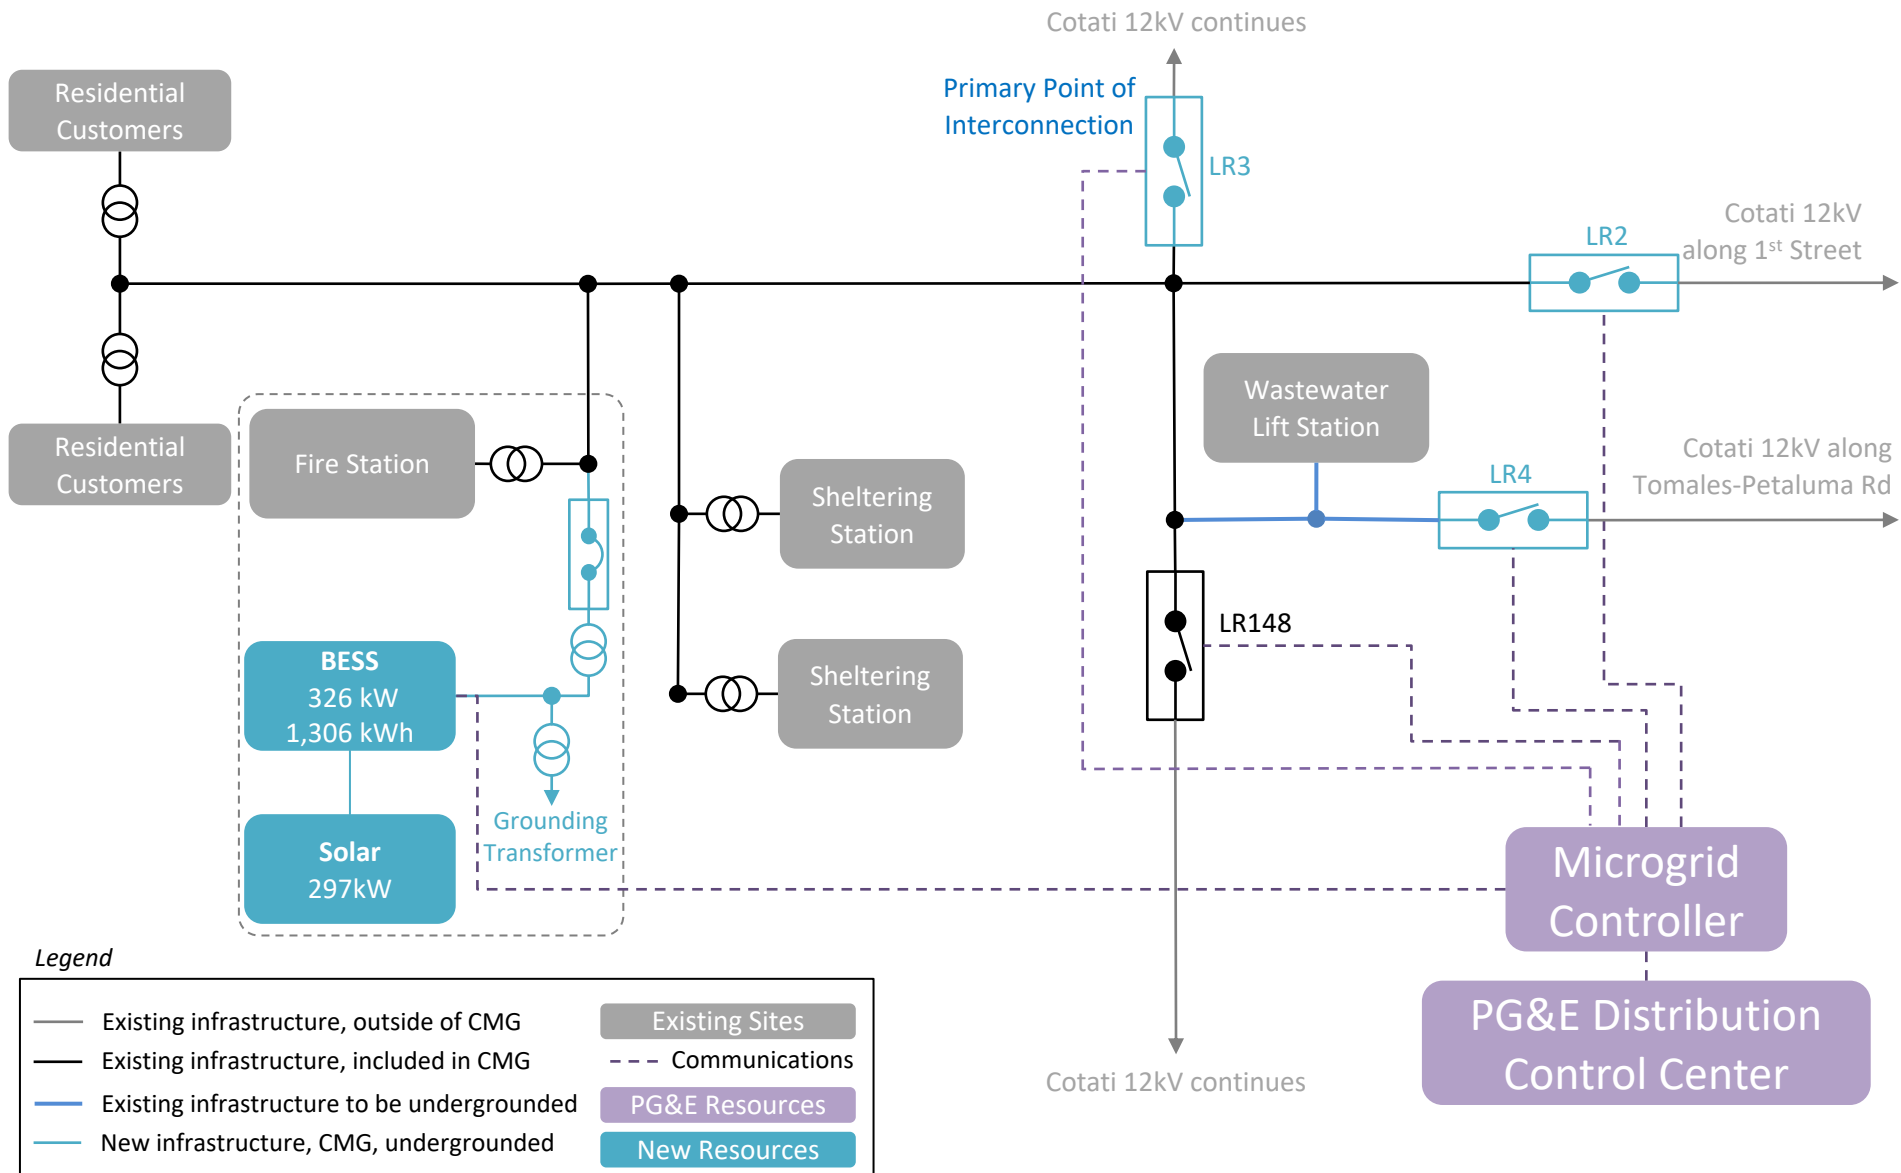 Cotati 12kV continues
Residential
Customers
Primary Point of
Interconnection
LR3
Cotati 12kV
along 1st Street
LR2
Residential
Customers
Fire Station
Wastewater
Lift Station
Cotati 12kV along
Tomales-Petaluma Rd
LR4
Sheltering
Station
LR148
BESS
326 kW
1,306 kWh
Sheltering
Station
Grounding
Transformer
Solar
297kW
Microgrid
Controller
PG&E Distribution
Control Center
Cotati 12kV continues
Legend
Existing infrastructure, outside of CMG
Existing Sites
Existing infrastructure, included in CMG
Communications
Existing infrastructure to be undergrounded
PG&E Resources
New infrastructure, CMG, undergrounded
New Resources